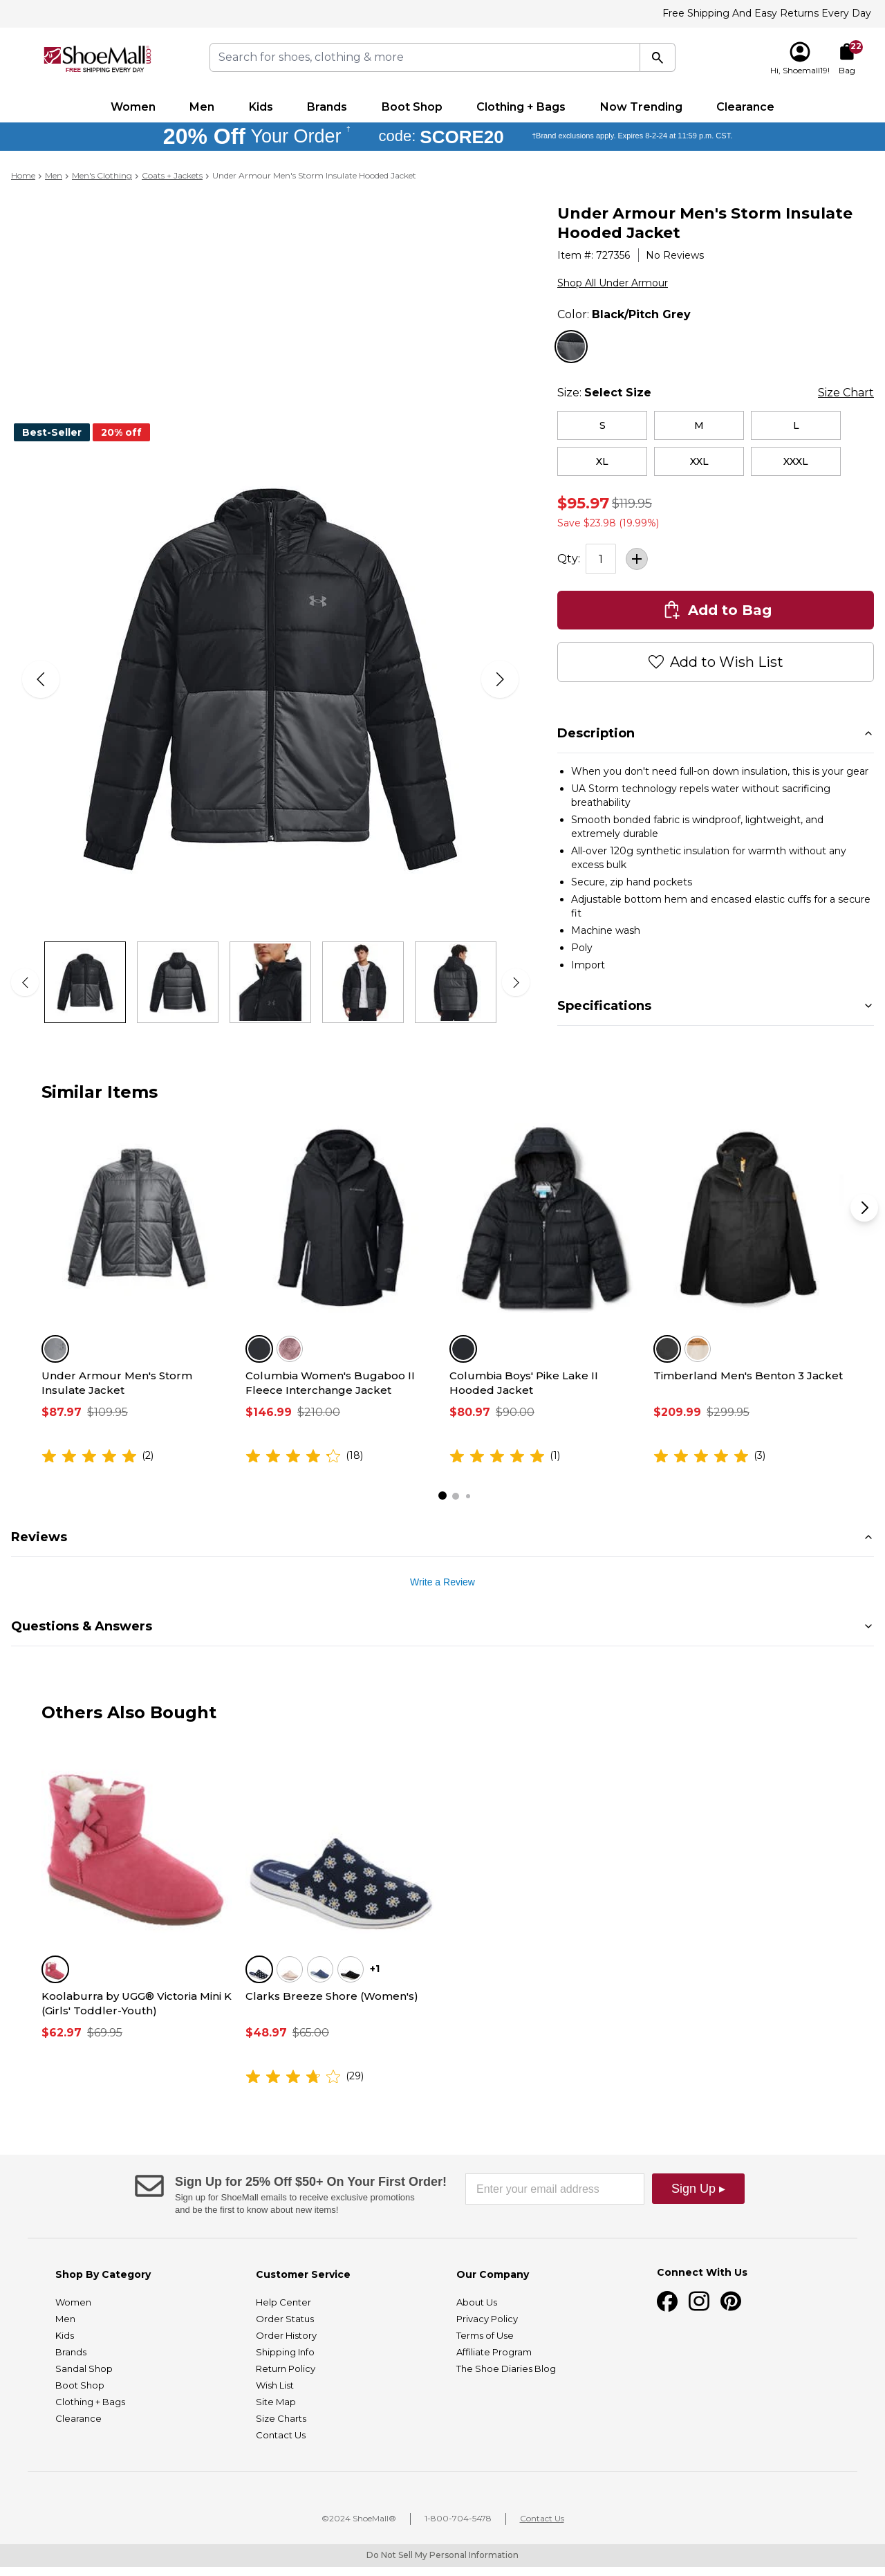 Free Shipping And Easy Returns Every Day
ShoeMall.com
FREE SHIPPING EVERY DAY
Search for shoes, clothing & more
Hi, Shoemall19!
22
Bag
Women
Men
Kids
Brands
Boot Shop
Clothing + Bags
Now Trending
Clearance
20% Off Your Order † code: SCORE20 †Brand exclusions apply. Expires 8-2-24 at 11:59 p.m. CST.
Home > Men > Men's Clothing > Coats + Jackets > Under Armour Men's Storm Insulate Hooded Jacket
Best-Seller
20% off
Under Armour Men's Storm Insulate
Hooded Jacket
Item #: 727356 | No Reviews
Shop All Under Armour
Color: Black/Pitch Grey
Size: Select Size
Size Chart
S
M
L
XL
XXL
XXXL
$95.97 $119.95
Save $23.98 (19.99%)
Qty: 1 +
Add to Bag
Add to Wish List
Description
• When you don't need full-on down insulation, this is your gear
• UA Storm technology repels water without sacrificing
breathability
• Smooth bonded fabric is windproof, lightweight, and
extremely durable
• All-over 120g synthetic insulation for warmth without any
excess bulk
• Secure, zip hand pockets
• Adjustable bottom hem and encased elastic cuffs for a secure
fit
• Machine wash
• Poly
• Import
Specifications
Similar Items
Under Armour Men's Storm
Insulate Jacket
$87.97 $109.95
(2)
Columbia Women's Bugaboo II
Fleece Interchange Jacket
$146.99 $210.00
(18)
Columbia Boys' Pike Lake II
Hooded Jacket
$80.97 $90.00
(1)
Timberland Men's Benton 3 Jacket
$209.99 $299.95
(3)
Reviews
Write a Review
Questions & Answers
Others Also Bought
Koolaburra by UGG® Victoria Mini K
(Girls' Toddler-Youth)
$62.97 $69.95
+1
Clarks Breeze Shore (Women's)
$48.97 $65.00
(29)
Sign Up for 25% Off $50+ On Your First Order!
Sign up for ShoeMall emails to receive exclusive promotions
and be the first to know about new items!
Enter your email address
Sign Up ▸
Shop By Category
Women
Men
Kids
Brands
Sandal Shop
Boot Shop
Clothing + Bags
Clearance
Customer Service
Help Center
Order Status
Order History
Shipping Info
Return Policy
Wish List
Site Map
Size Charts
Contact Us
Our Company
About Us
Privacy Policy
Terms of Use
Affiliate Program
The Shoe Diaries Blog
Connect With Us
©2024 ShoeMall® | 1-800-704-5478 | Contact Us
Do Not Sell My Personal Information